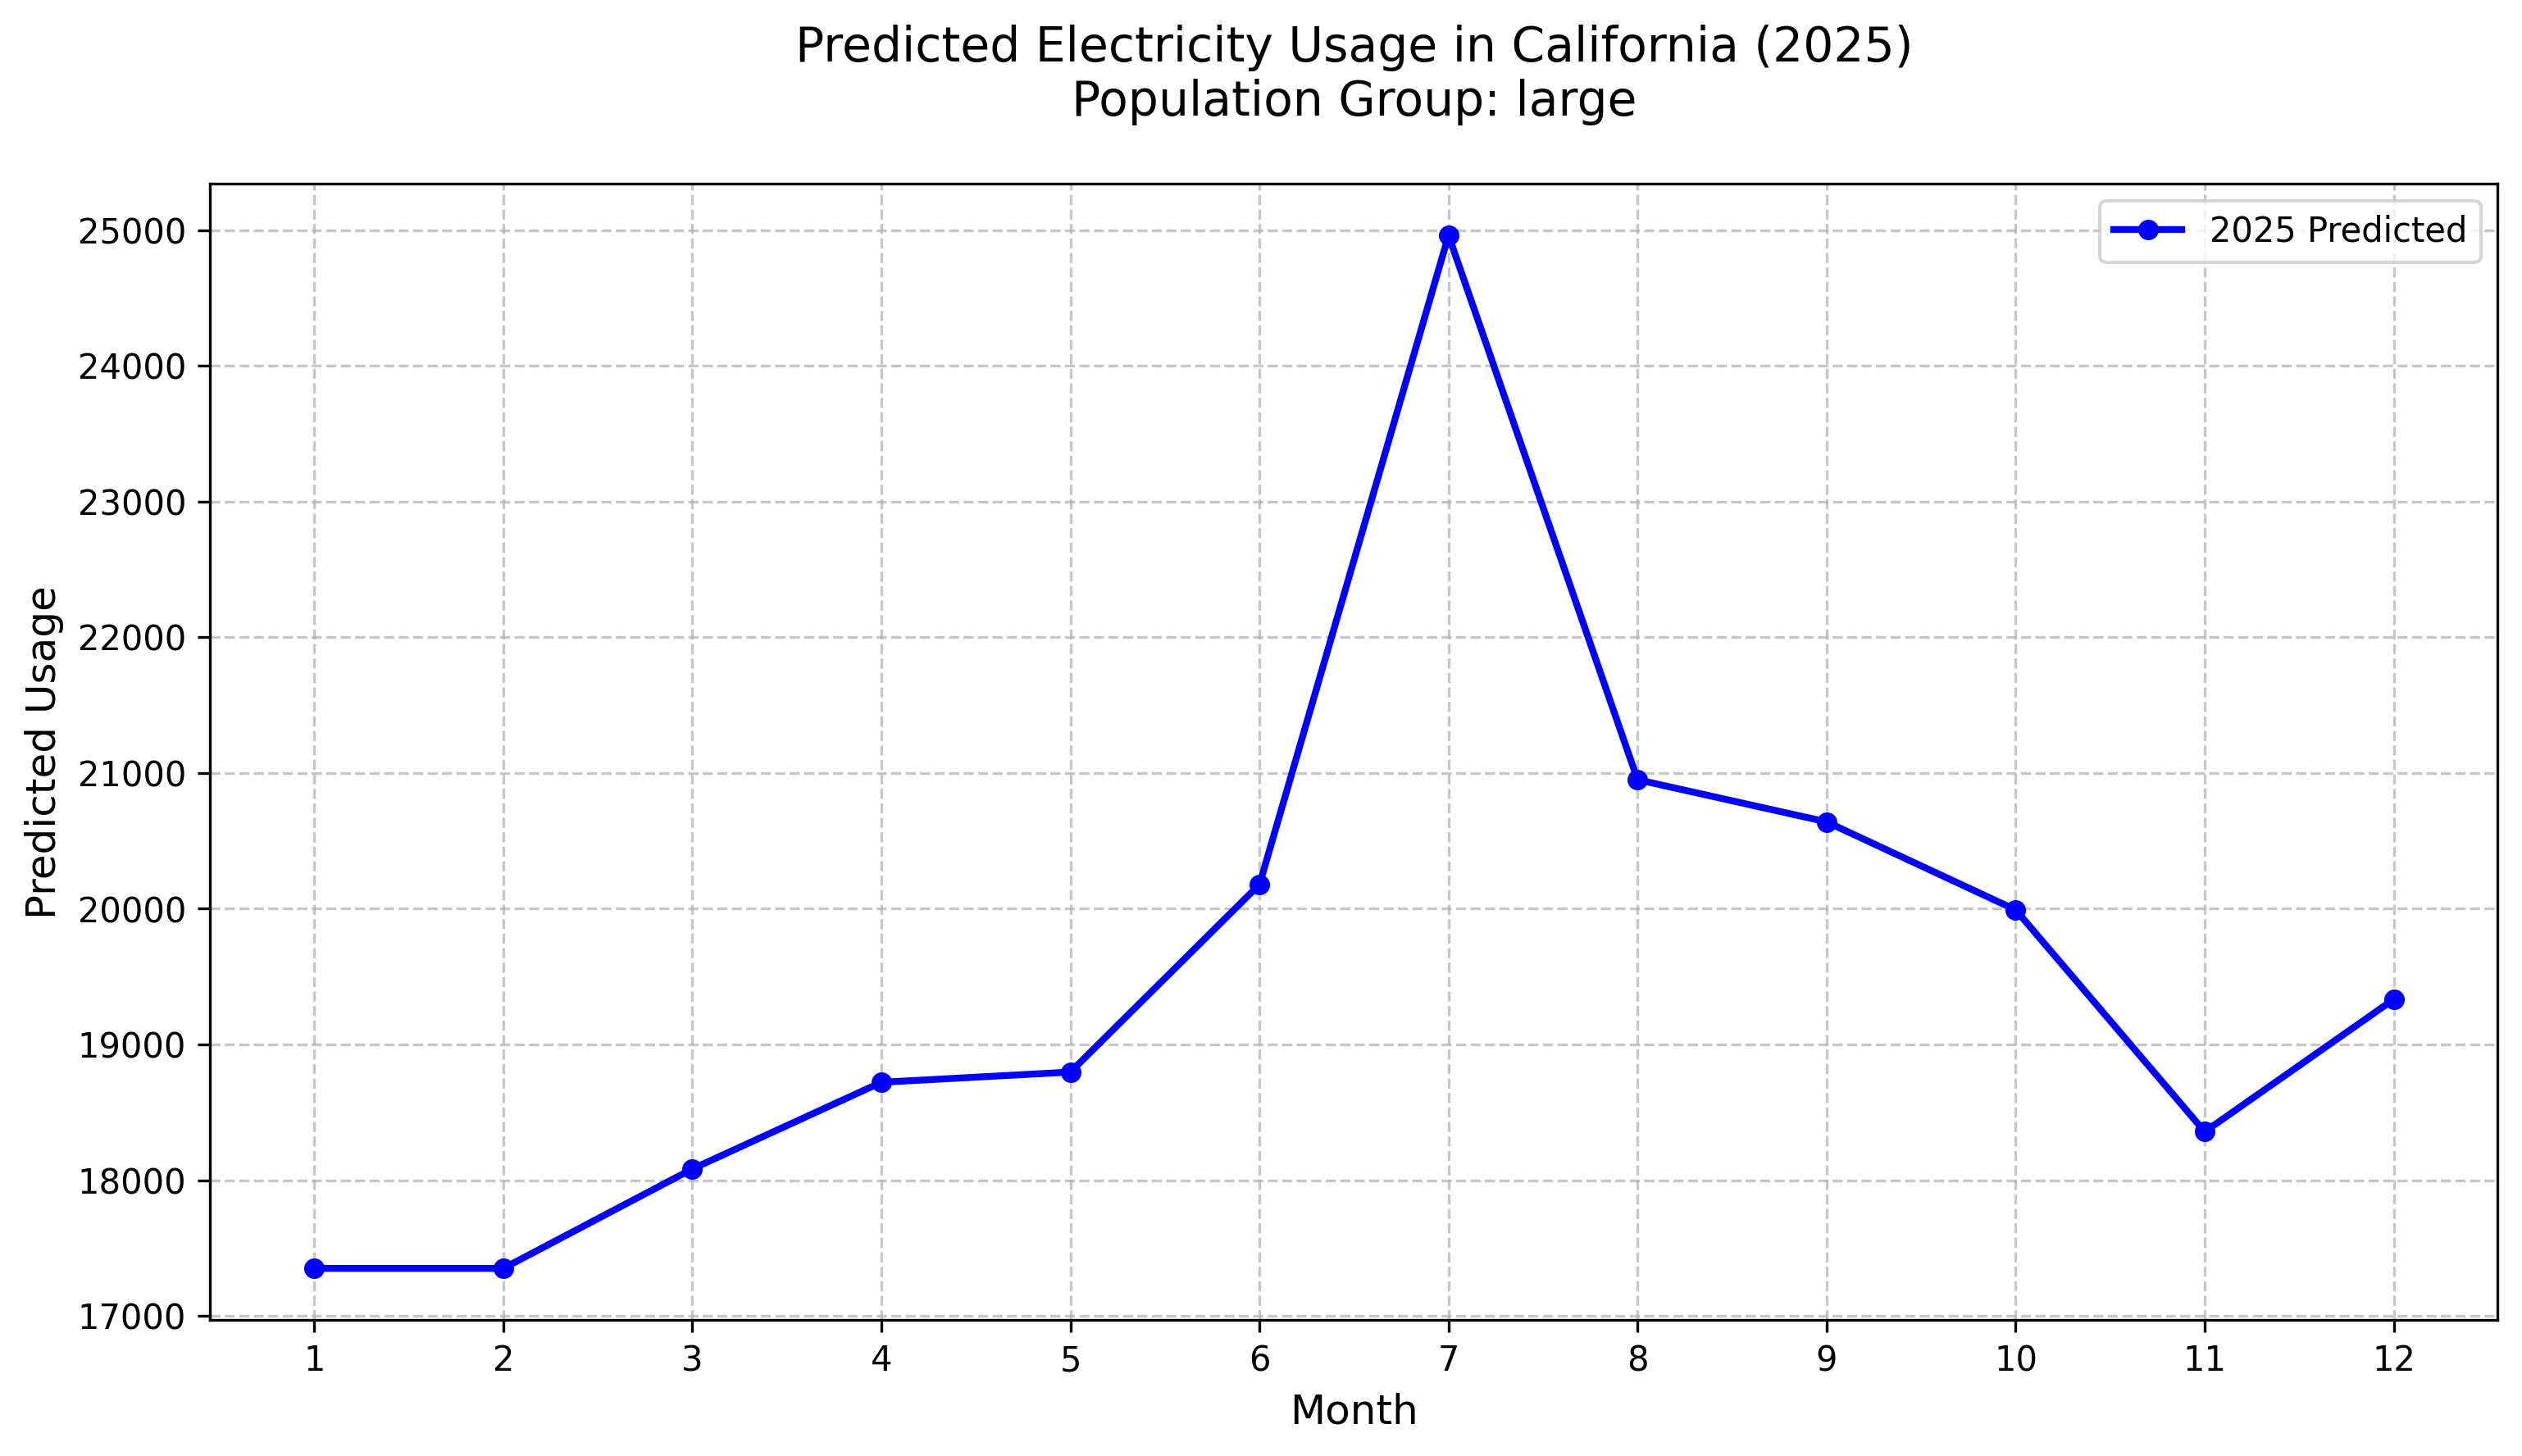 Predicted Electricity Usage in California (2025)
Population Group: large
2025 Predicted
25000
24000
23000
22000
21000
20000
19000
18000
17000
Predicted Usage
1 2 3 4 5 6 7 8 9 10 11 12
Month